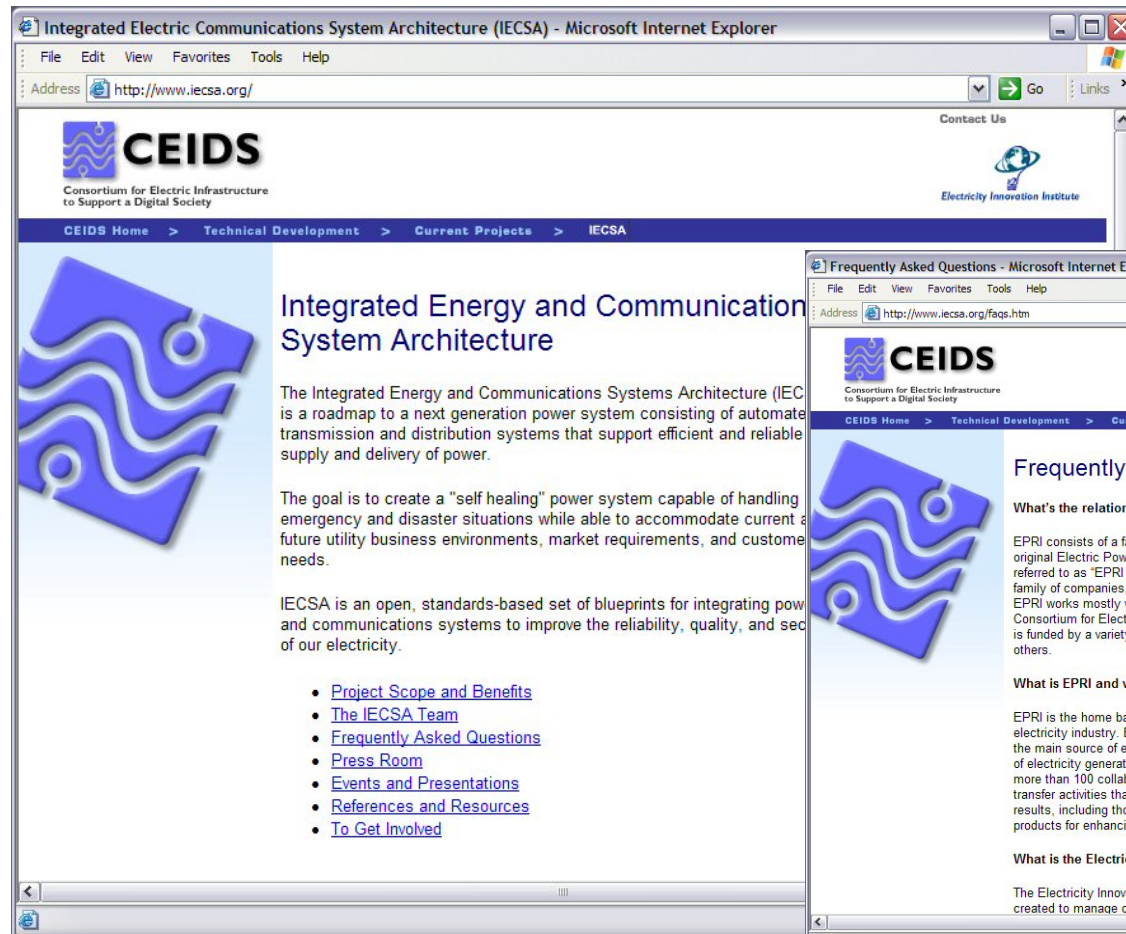 Integrated Electric Communications System Architecture (IECSA) - Microsoft Internet Explorer
File Edit View Favorites Tools Help
Address http://www.iecsa.org/ Go Links
Contact Us
CEIDS
Consortium for Electric Infrastructure
to Support a Digital Society
Electricity Innovation Institute
CEIDS Home > Technical Development > Current Projects > IECSA
Integrated Energy and Communication
System Architecture
The Integrated Energy and Communications Systems Architecture (IEC
is a roadmap to a next generation power system consisting of automate
transmission and distribution systems that support efficient and reliable
supply and delivery of power.
The goal is to create a "self healing" power system capable of handling
emergency and disaster situations while able to accommodate current a
future utility business environments, market requirements, and custome
needs.
IECSA is an open, standards-based set of blueprints for integrating pow
and communications systems to improve the reliability, quality, and sec
of our electricity.
• Project Scope and Benefits
• The IECSA Team
• Frequently Asked Questions
• Press Room
• Events and Presentations
• References and Resources
• To Get Involved
Frequently Asked Questions - Microsoft Internet E
File Edit View Favorites Tools Help
Address http://www.iecsa.org/faqs.htm
CEIDS
Consortium for Electric Infrastructure
to Support a Digital Society
CEIDS Home > Technical Development > Cu
Frequently
What's the relation
EPRI consists of a fa
original Electric Pow
referred to as "EPRI
family of companies,
EPRI works mostly w
Consortium for Elect
is funded by a variety
others.
What is EPRI and v
EPRI is the home ba
electricity industry. E
the main source of e
of electricity generat
more than 100 collab
transfer activities tha
results, including tho
products for enhanci
What is the Electric
The Electricity Innov
created to manage c